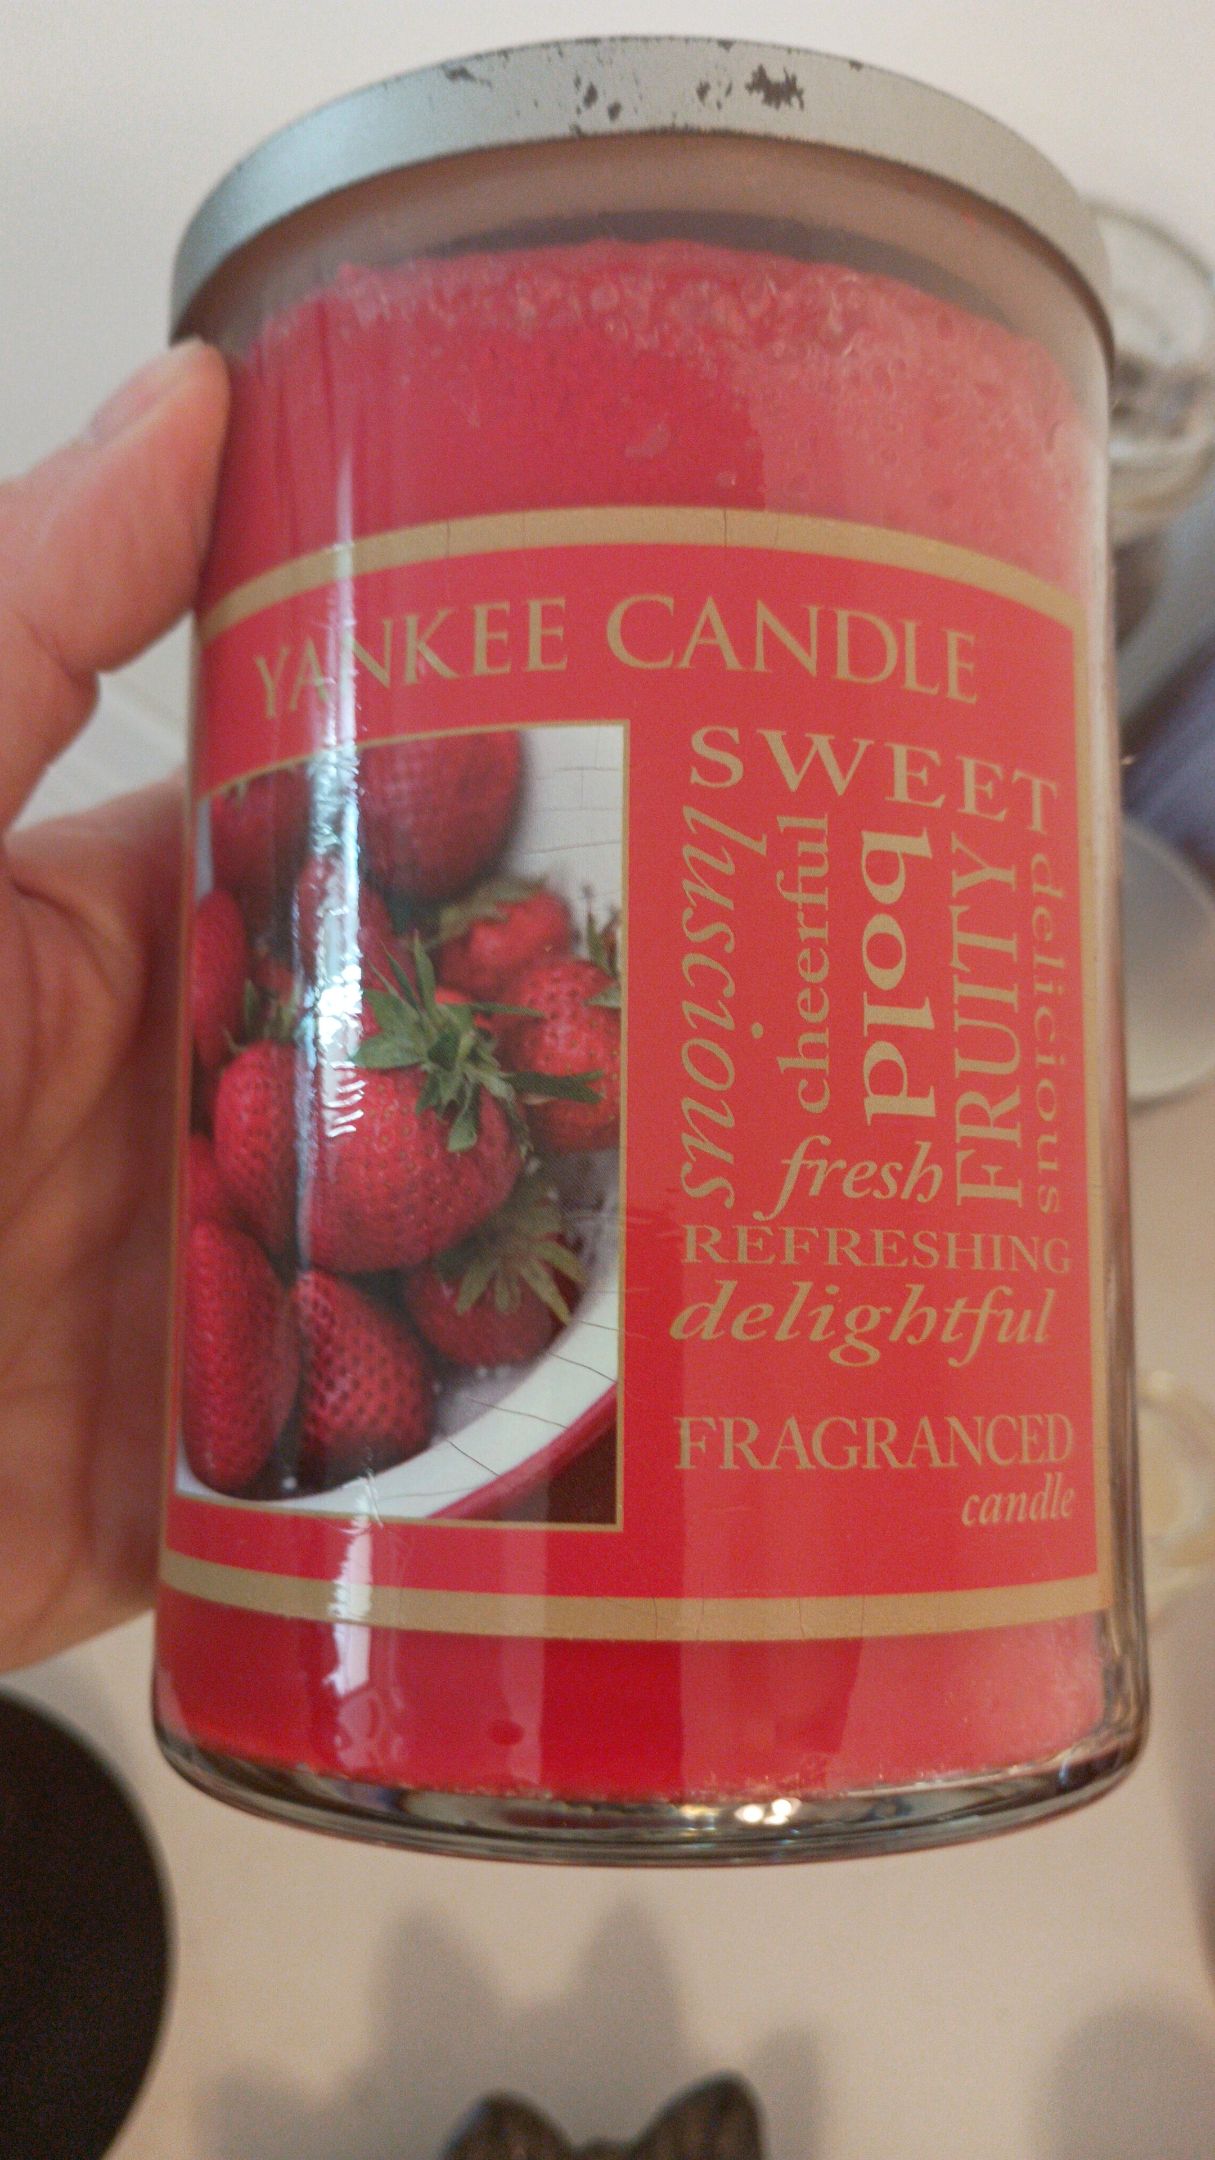 YANKEE CANDLE
SWEET
luscious
cheerful
bold
FRUITY
delicious
fresh
REFRESHING
delightful
FRAGRANCED
candle